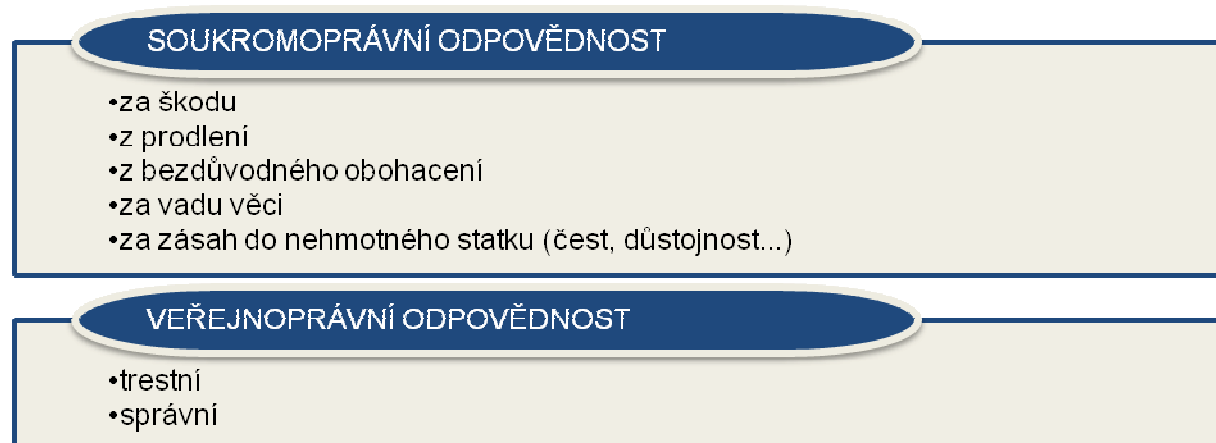 SOUKROMOPRÁVNÍ ODPOVĚDNOST
•za škodu
•z prodlení
•z bezdůvodného obohacení
•za vadu věci
•za zásah do nehmotného statku (čest, důstojnost...)
VEŘEJNOPRÁVNÍ ODPOVĚDNOST
•trestní
•správní